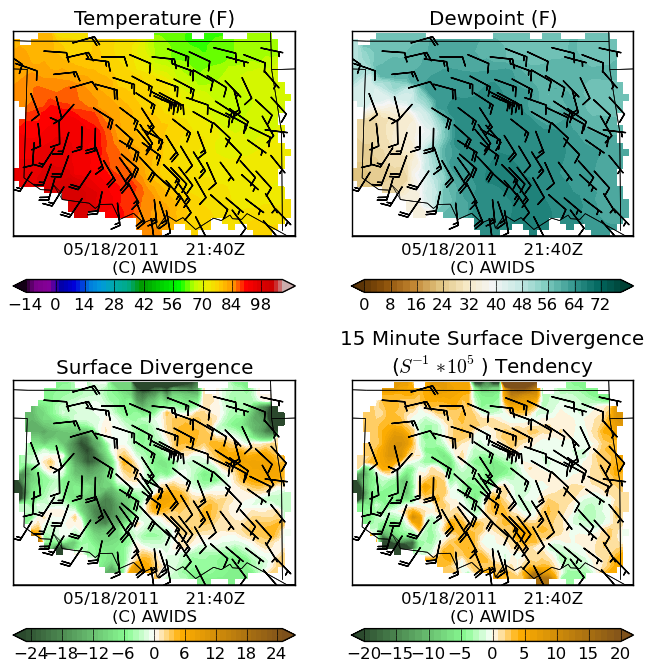 Temperature (F)
Dewpoint (F)
05/18/2011 21:40Z
(C) AWIDS
05/18/2011 21:40Z
(C) AWIDS
−14 0 14 28 42 56 70 84 98
0 8 16 24 32 40 48 56 64 72
Surface Divergence
15 Minute Surface Divergence
(S⁻¹ *10⁵ ) Tendency
05/18/2011 21:40Z
(C) AWIDS
05/18/2011 21:40Z
(C) AWIDS
−24 −18 −12 −6 0 6 12 18 24
−20 −15 −10 −5 0 5 10 15 20